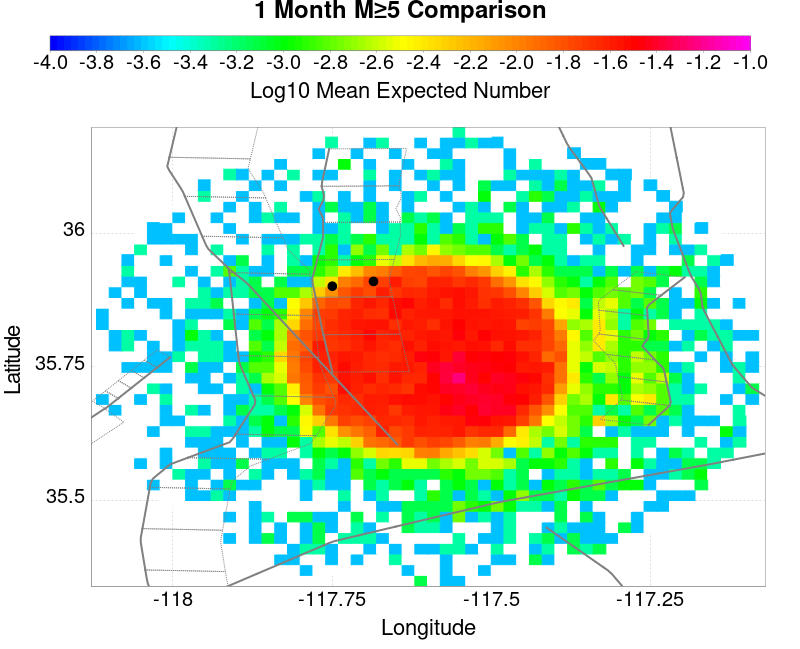 1 Month M≥5 Comparison
-4.0 -3.8 -3.6 -3.4 -3.2 -3.0 -2.8 -2.6 -2.4 -2.2 -2.0 -1.8 -1.6 -1.4 -1.2 -1.0
Log10 Mean Expected Number
36
35.75
35.5
Latitude
-118 -117.75 -117.5 -117.25
Longitude